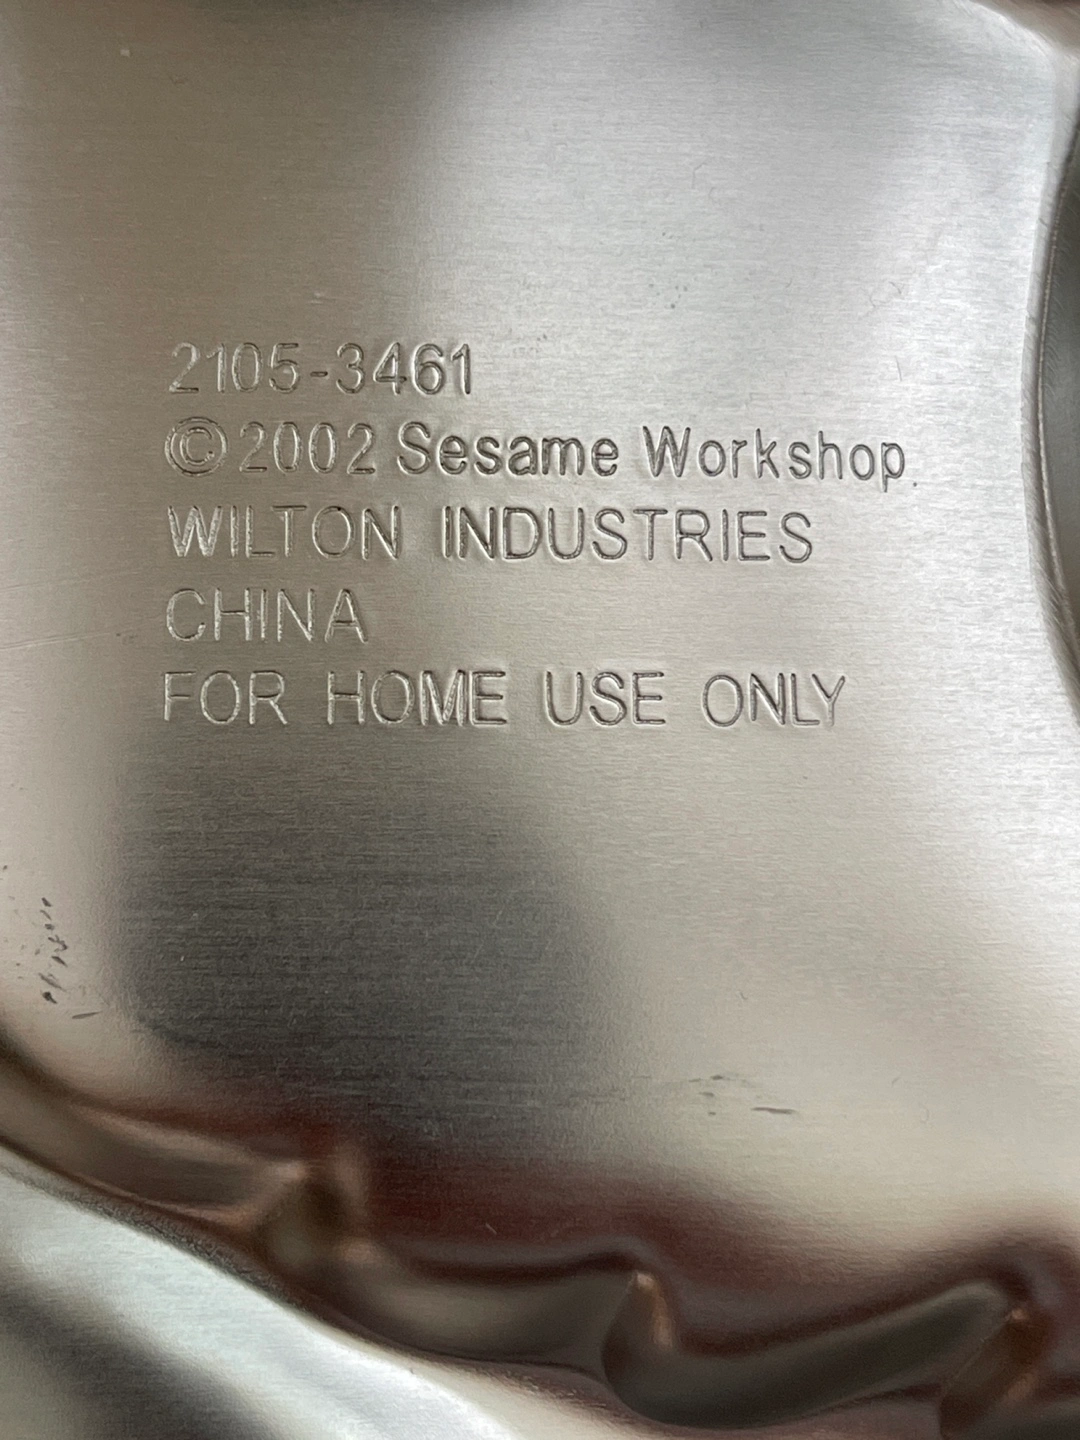 2105-3461
©2002 Sesame Workshop.
WILTON INDUSTRIES
CHINA
FOR HOME USE ONLY